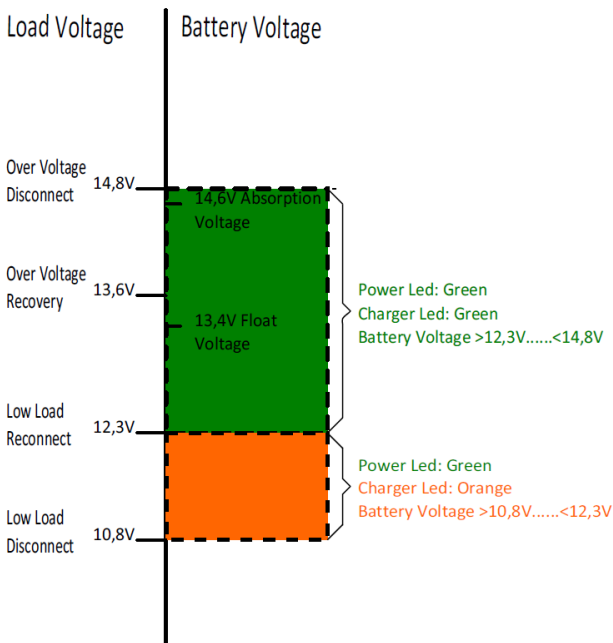 Load Voltage
Battery Voltage
Over Voltage
Disconnect
14,8V
14,6V Absorption
Voltage
Over Voltage
Recovery
13,6V
13,4V Float
Voltage
Power Led: Green
Charger Led: Green
Battery Voltage >12,3V......<14,8V
Low Load
Reconnect
12,3V
Power Led: Green
Charger Led: Orange
Battery Voltage >10,8V......<12,3V
Low Load
Disconnect
10,8V